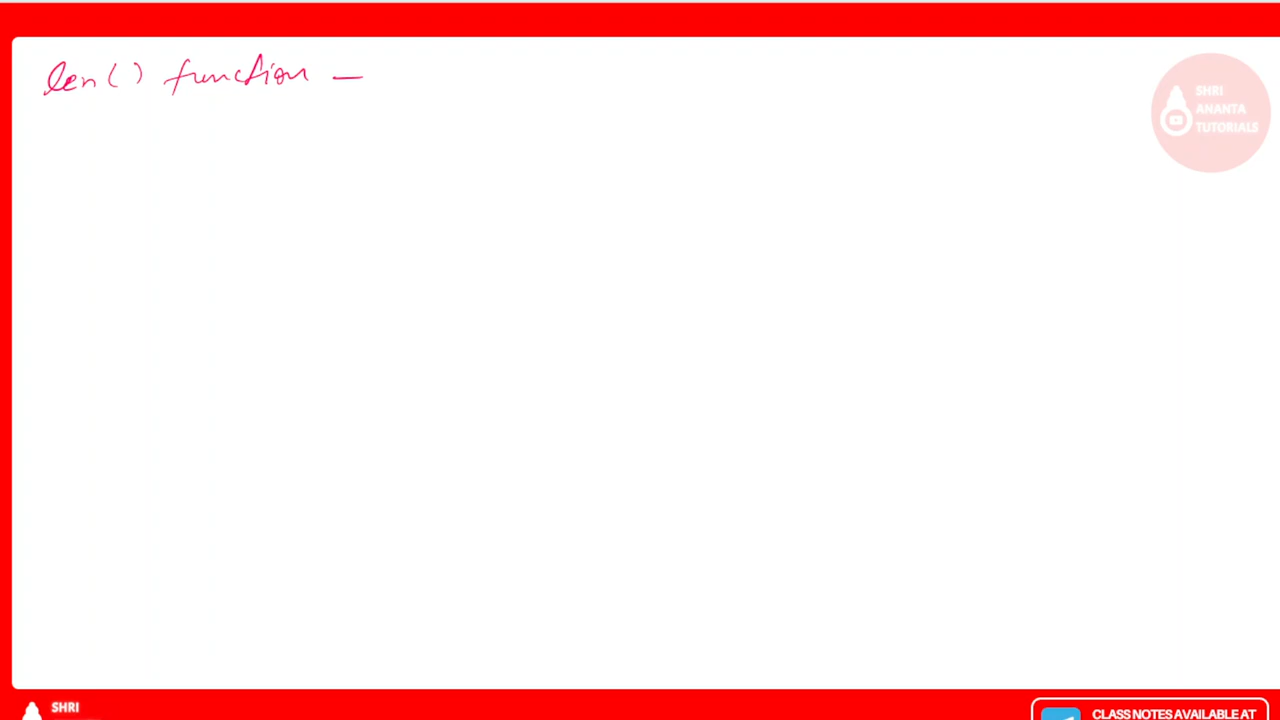 len() function —
SHRI
ANANTA
TUTORIALS
SHRI
CLASS NOTES AVAILABLE AT